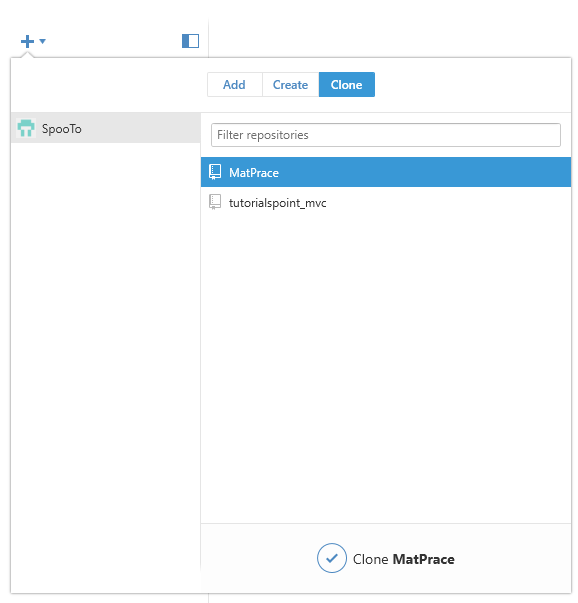 Add Create Clone
SpooTo
Filter repositories
MatPrace
tutorialspoint_mvc
Clone MatPrace